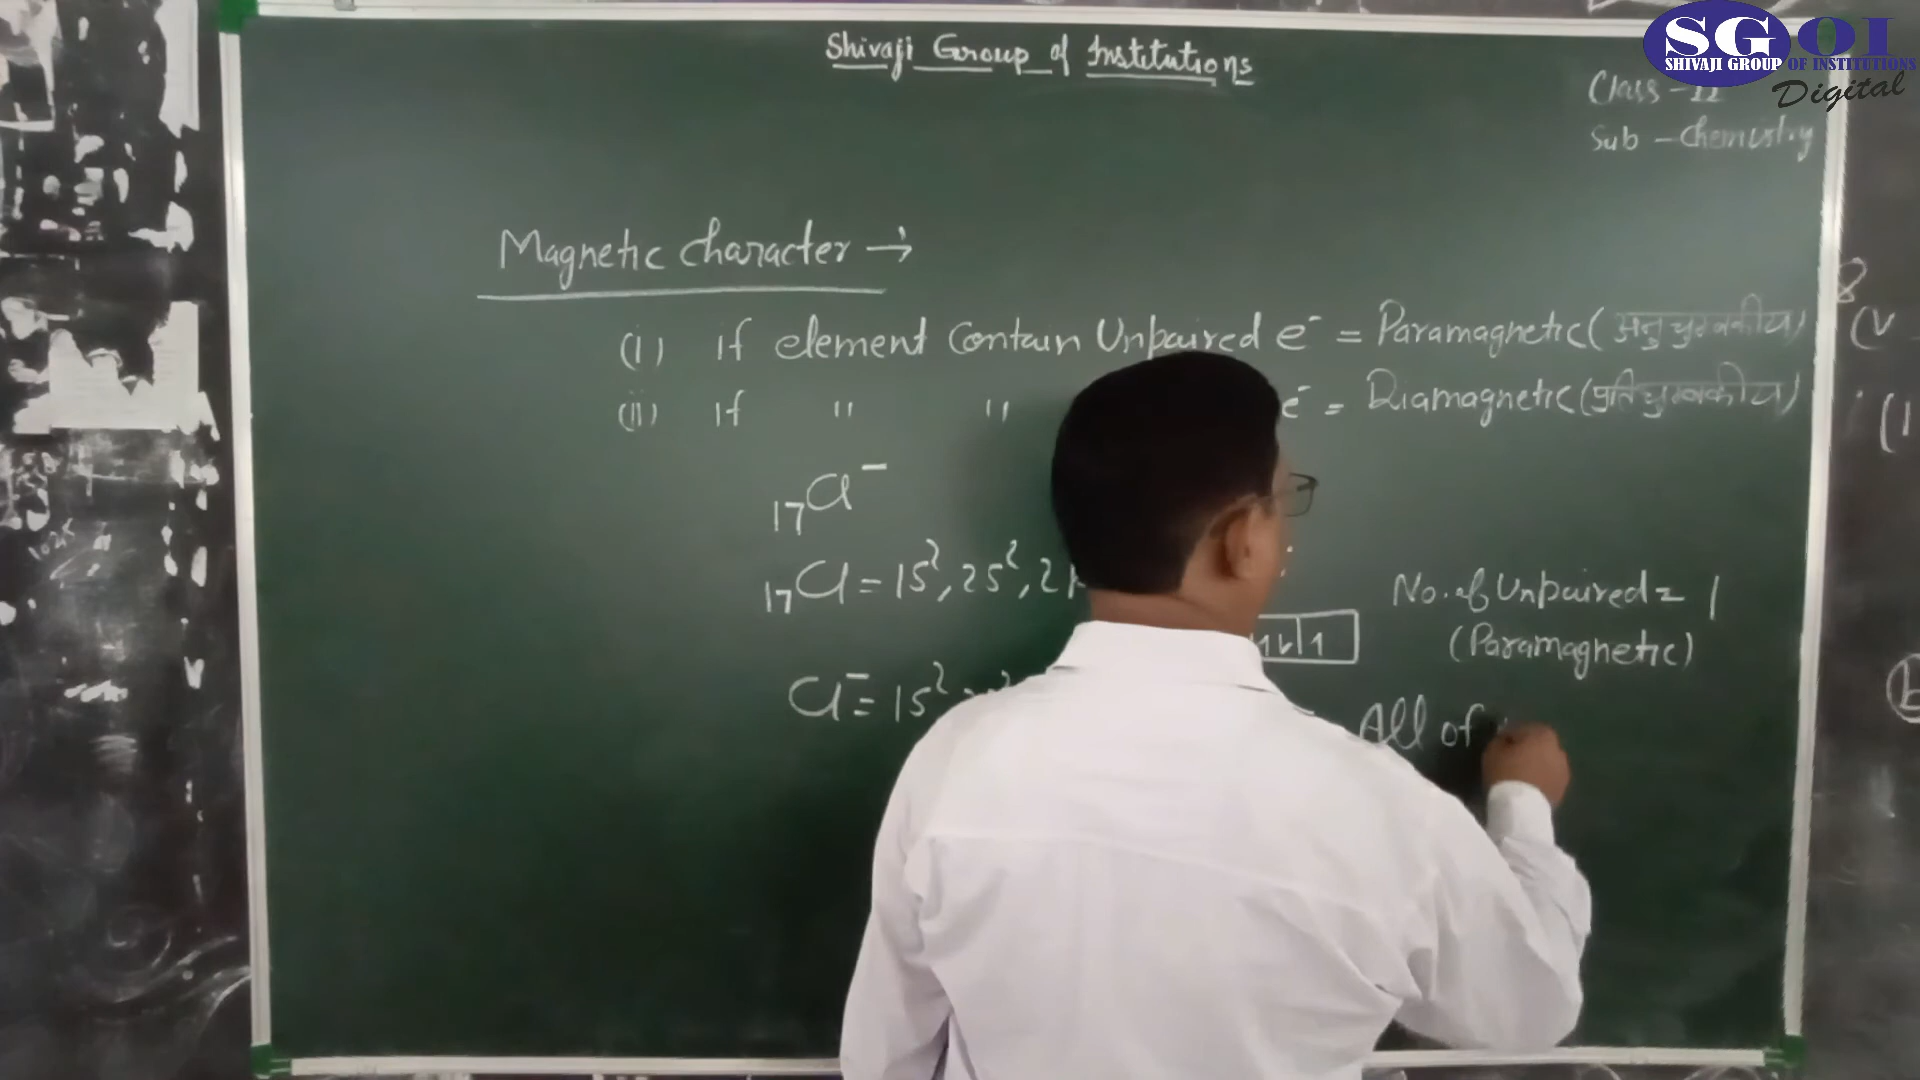 Shivaji Group of Institutions
SGOI
SHIVAJI GROUP OF INSTITUTIONS
Digital
Class - 11
Sub - Chemistry
Magnetic character →
(i) if element Contain Unpaired e⁻ = Paramagnetic (अनुचुम्बकीय)
(ii) if " " e⁻ = Diamagnetic (प्रतिचुम्बकीय)
₁₇Cl⁻
₁₇Cl = 1S², 2S², 2
1L 1
No. of Unpaired = 1
(Paramagnetic)
Cl⁻ = 1S²
All of